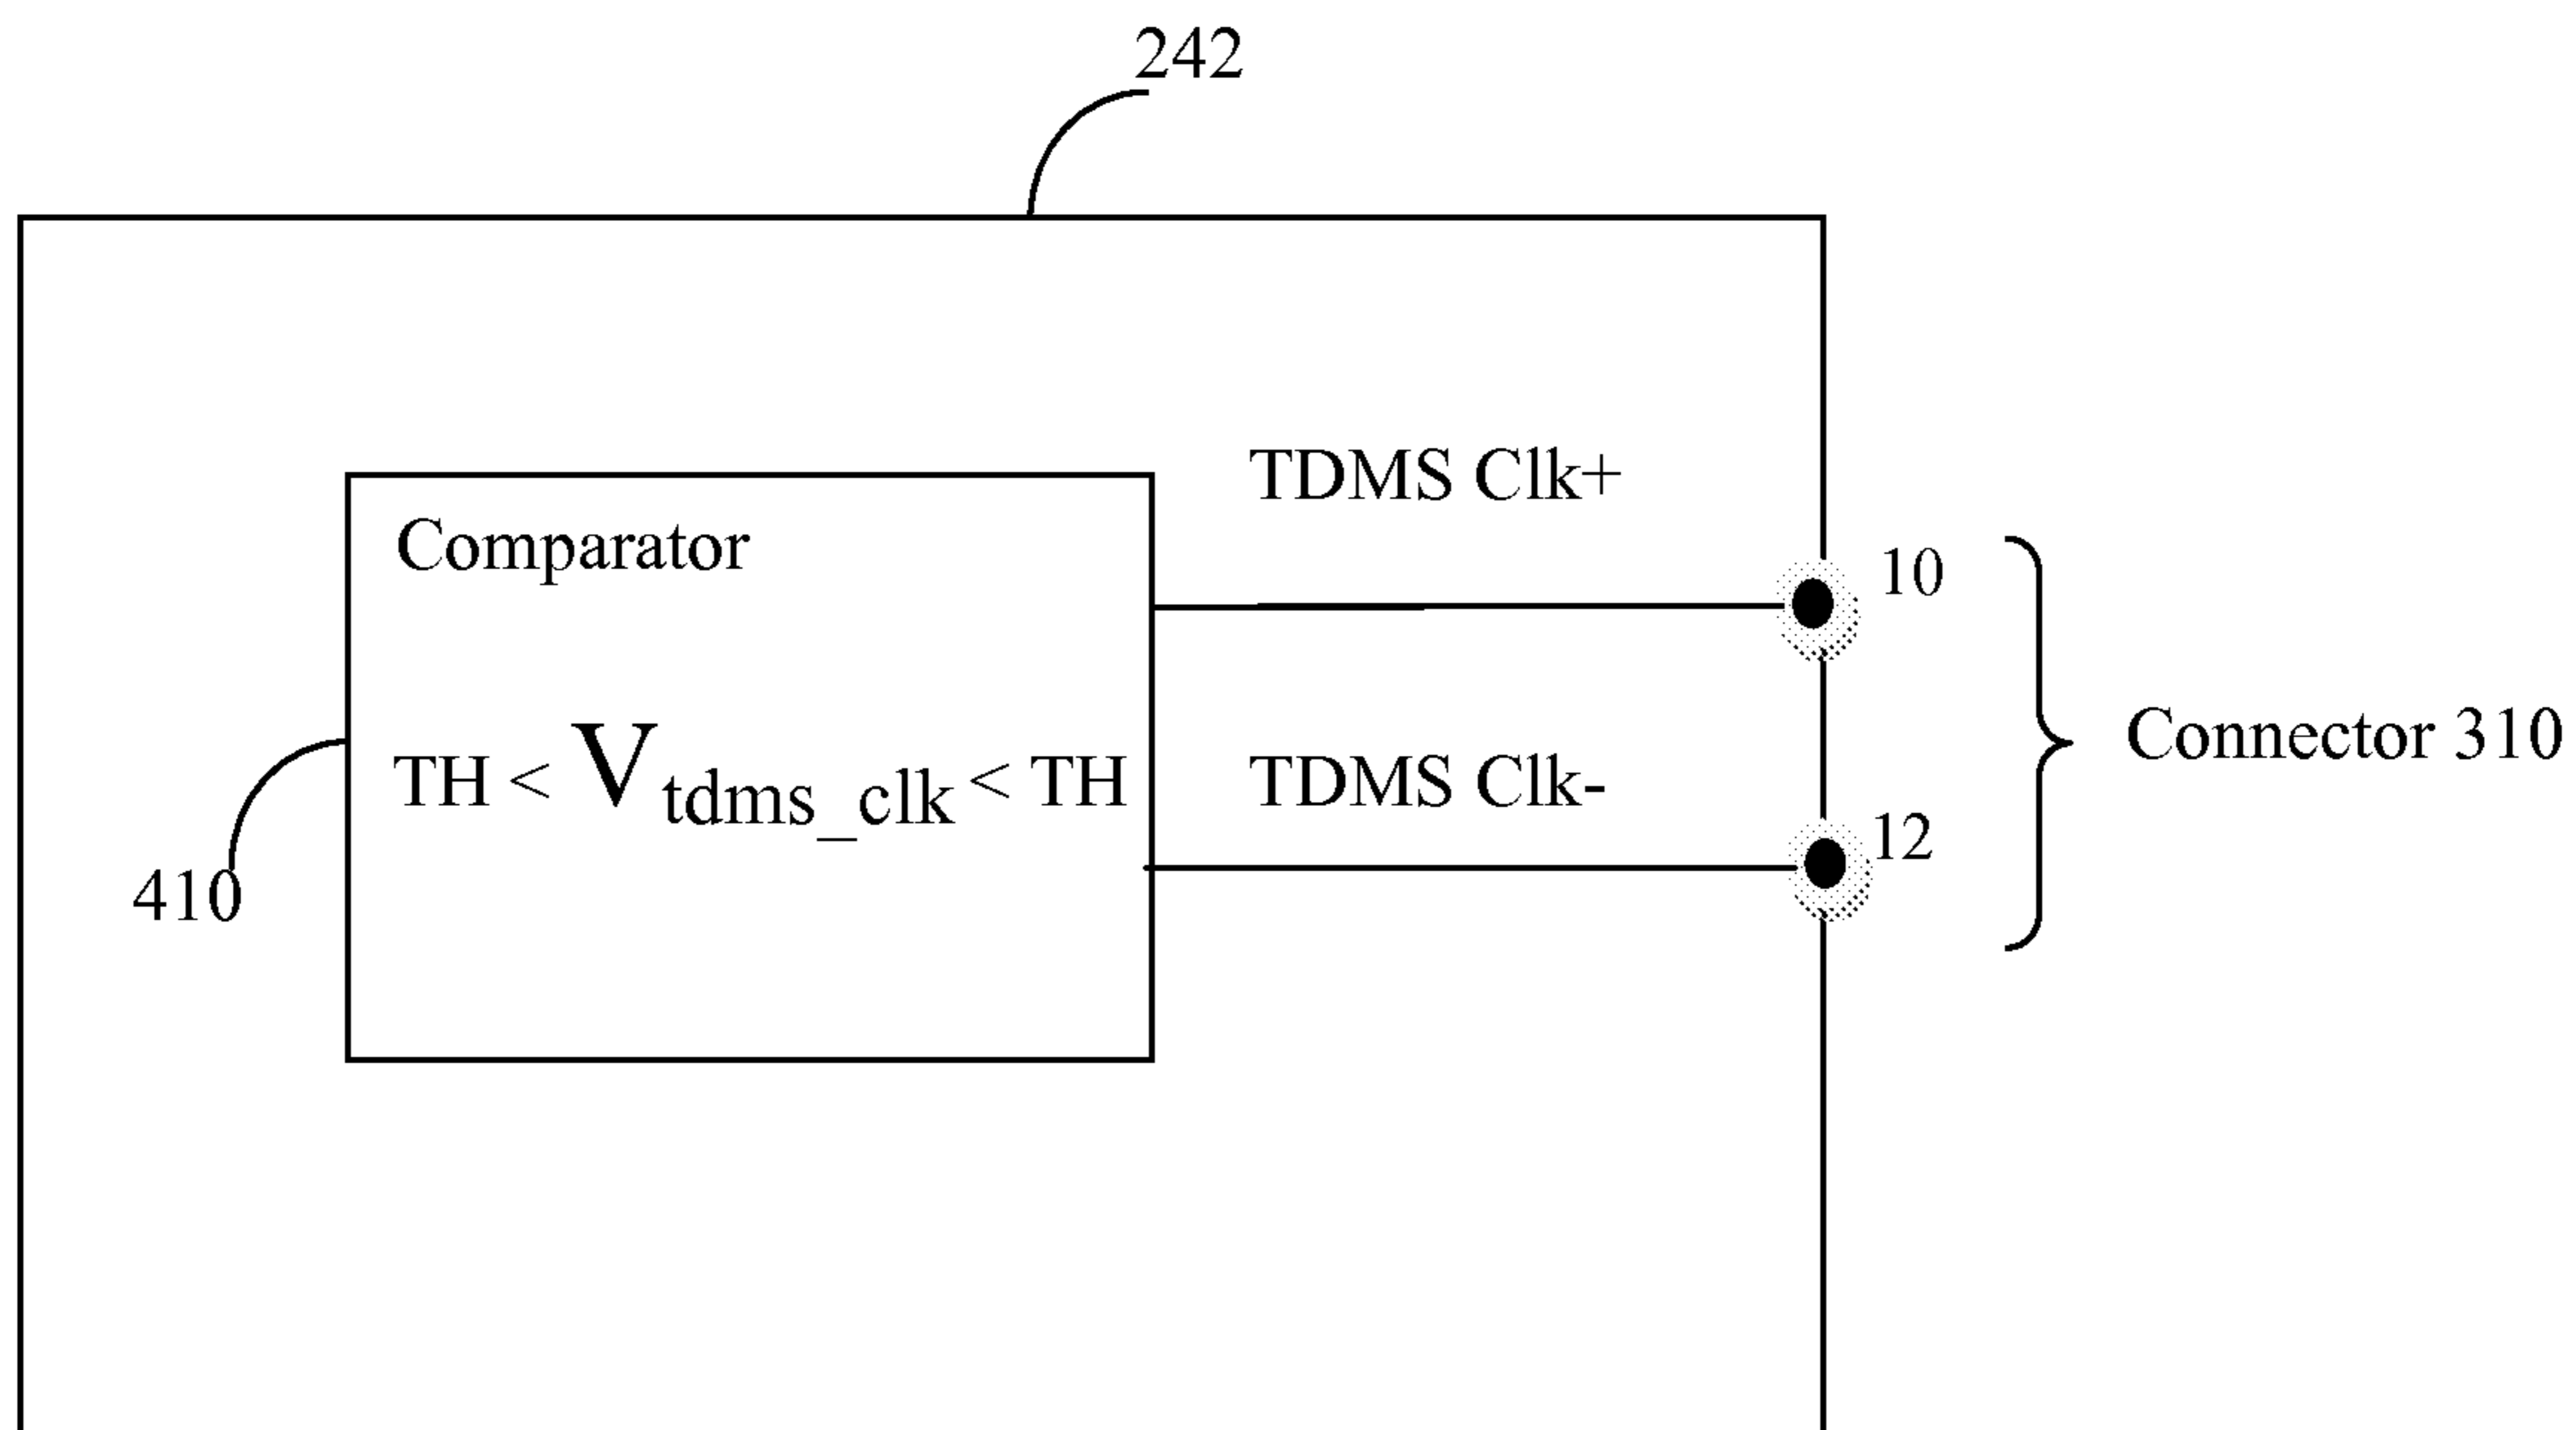 242
TDMS Clk+
Comparator
10
Connector 310
TH < Vtdms_clk < TH
TDMS Clk-
12
410